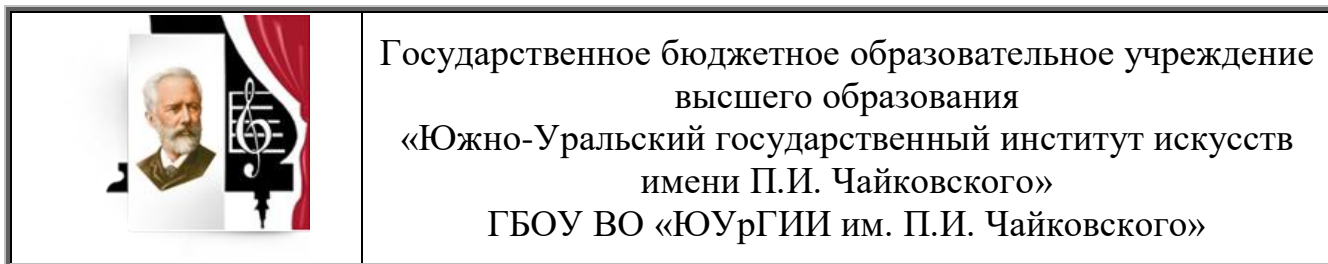 Государственное бюджетное образовательное учреждение
высшего образования
«Южно-Уральский государственный институт искусств
имени П.И. Чайковского»
ГБОУ ВО «ЮУрГИИ им. П.И. Чайковского»